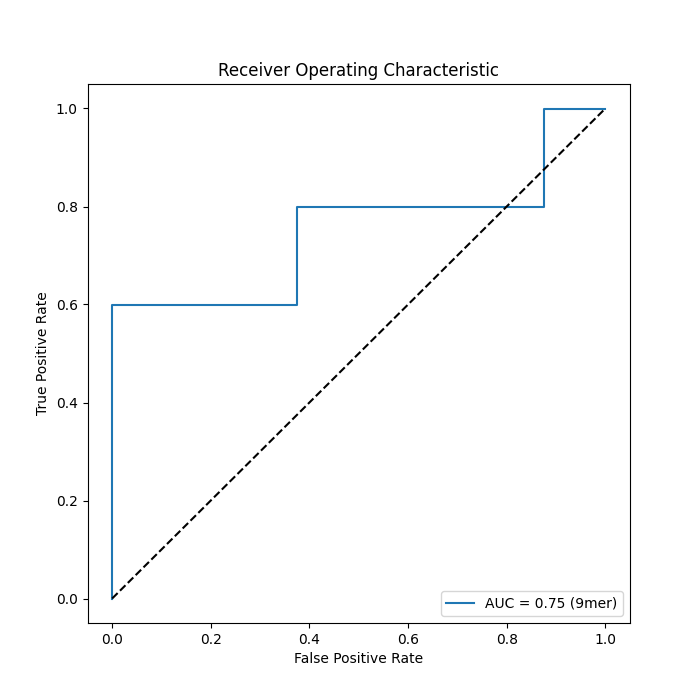 Receiver Operating Characteristic
True Positive Rate
1.0
0.8
0.6
0.4
0.2
0.0
AUC = 0.75 (9mer)
0.0 0.2 0.4 0.6 0.8 1.0
False Positive Rate